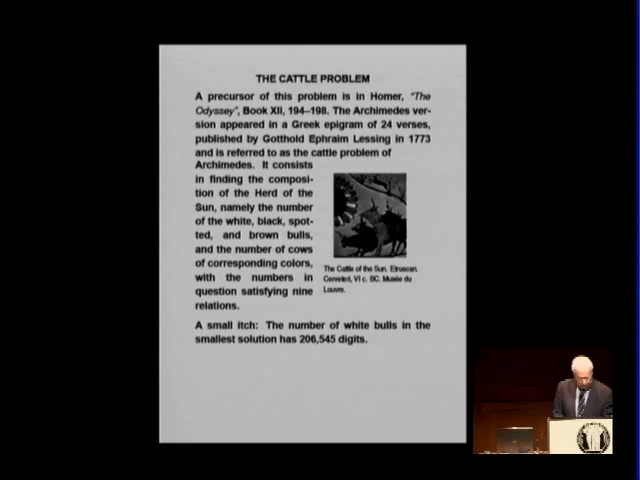 THE CATTLE PROBLEM
A precursor of this problem is in Homer, “The
Odyssey”, Book XII, 194–198. The Archimedes ver-
sion appeared in a Greek epigram of 24 verses,
published by Gotthold Ephraim Lessing in 1773
and is referred to as the cattle problem of
Archimedes. It consists
in finding the composi-
tion of the Herd of the
Sun, namely the number
of the white, black, spot-
ted, and brown bulls,
and the number of cows
of corresponding colors,
with the numbers in
question satisfying nine
relations.
The Cattle of the Sun. Etruscan.
Cerveteri, VI c. BC. Musée du
Louvre.
A small itch: The number of white bulls in the
smallest solution has 206,545 digits.